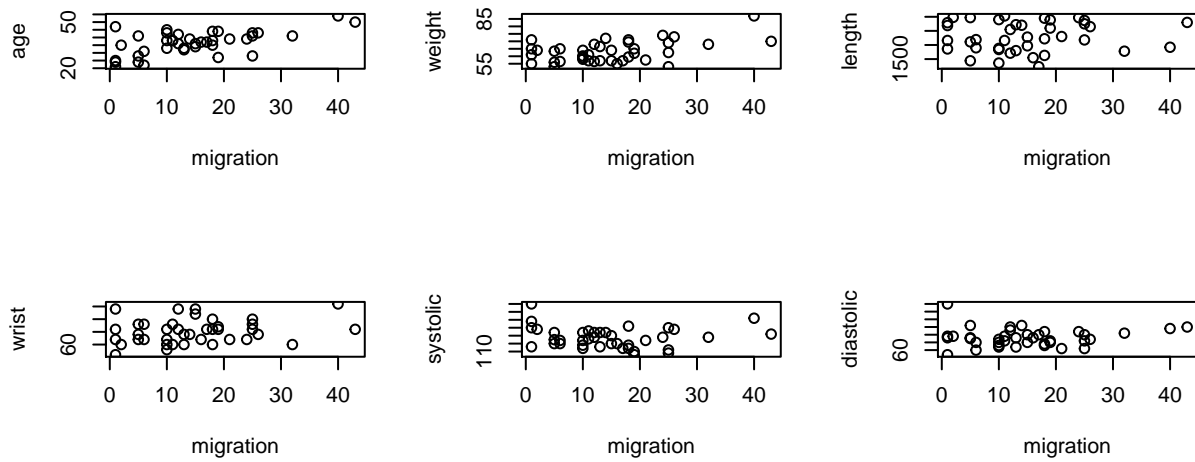 age
20 50
0 10 20 30 40
migration
weight
55 85
0 10 20 30 40
migration
length
1500
0 10 20 30 40
migration
wrist
60
0 10 20 30 40
migration
systolic
110
0 10 20 30 40
migration
diastolic
60
0 10 20 30 40
migration